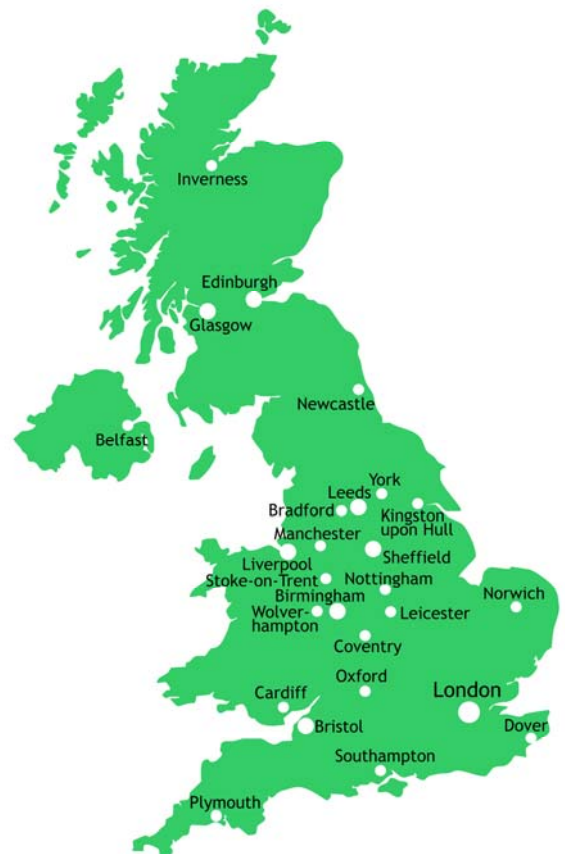 Inverness
Edinburgh
Glasgow
Newcastle
Belfast
York
Leeds
Bradford
Kingston
upon Hull
Manchester
Sheffield
Liverpool
Stoke-on-Trent
Nottingham
Birmingham
Norwich
Wolver-
hampton
Leicester
Coventry
Oxford
London
Cardiff
Bristol
Dover
Southampton
Plymouth